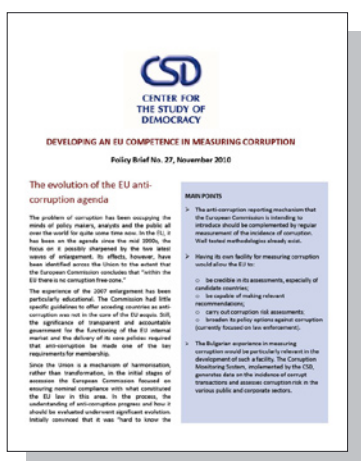 CSD
CENTER FOR
THE STUDY OF
DEMOCRACY
DEVELOPING AN EU COMPETENCE IN MEASURING CORRUPTION
Policy Brief No. 27, November 2010
The evolution of the EU anti-
corruption agenda
The problem of corruption has been occupying the
minds of policy makers, analysts and the public all
over the world for quite some time now. In the EU, it
has been on the agenda since the mid 2000s, the
focus on it possibly sharpened by the two latest
waves of enlargement. Its effects, however, have
been identified across the Union to the extent that
the European Commission concludes that "within the
EU there is no corruption free zone."
The experience of the 2007 enlargement has been
particularly educational. The Commission had little
specific guidelines to offer acceding countries as anti-
corruption was not in the core of the EU acquis. Still,
the significance of transparent and accountable
government for the functioning of the EU internal
market and the delivery of its core policies required
that anti-corruption be made one of the key
requirements for membership.
Since the Union is a mechanism of harmonisation,
rather than transformation, in the initial stages of
accession the European Commission focused on
ensuring nominal compliance with what constituted
the EU law in this area. In the process, the
understanding of anti-corruption progress and how it
should be evaluated underwent significant evolution.
Initially convinced that it was "hard to know the
MAIN POINTS
➢ The anti-corruption reporting mechanism that
the European Commission is intending to
introduce should be complemented by regular
measurement of the incidence of corruption.
Well tested methodologies already exist.
➢ Having its own facility for measuring corruption
would allow the EU to:
o be credible in its assessments, especially of
candidate countries;
o be capable of making relevant
recommendations;
o carry out corruption risk assessments;
o broaden its policy options against corruption
(currently focused on law enforcement).
➢ The Bulgarian experience in measuring
corruption would be particularly relevant in the
development of such a facility. The Corruption
Monitoring System, implemented by the CSD,
generates data on the incidence of corrupt
transactions and assesses corruption risk in the
various public and corporate sectors.